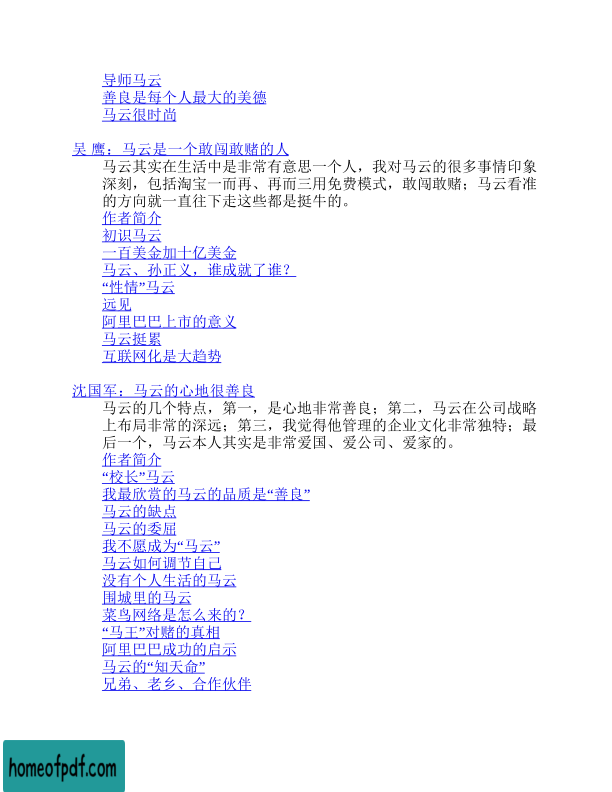 导师马云
善良是每个人最大的美德
马云很时尚
吴 鹰：马云是一个敢闯敢赌的人
马云其实在生活中是非常有意思一个人，我对马云的很多事情印象
深刻，包括淘宝一而再、再而三用免费模式，敢闯敢赌；马云看准
的方向就一直往下走这些都是挺牛的。
作者简介
初识马云
一百美金加十亿美金
马云、孙正义，谁成就了谁？
“性情”马云
远见
阿里巴巴上市的意义
马云挺累
互联网化是大趋势
沈国军：马云的心地很善良
马云的几个特点，第一，是心地非常善良；第二，马云在公司战略
上布局非常的深远；第三，我觉得他管理的企业文化非常独特；最
后一个，马云本人其实是非常爱国、爱公司、爱家的。
作者简介
“校长”马云
我最欣赏的马云的品质是“善良”
马云的缺点
马云的委屈
我不愿成为“马云”
马云如何调节自己
没有个人生活的马云
围城里的马云
菜鸟网络是怎么来的？
“马王”对赌的真相
阿里巴巴成功的启示
马云的“知天命”
兄弟、老乡、合作伙伴
homeofpdf.com